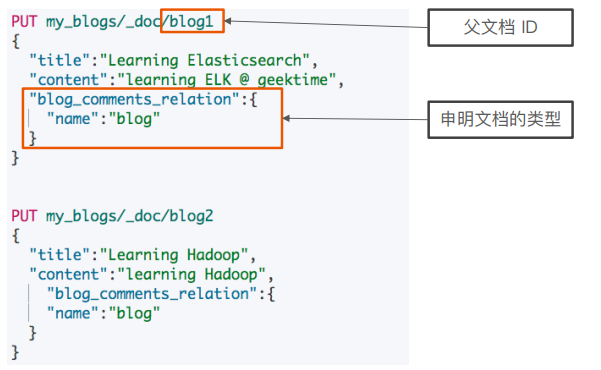 PUT my_blogs/_doc/blog1
父文档 ID
{
"title":"Learning Elasticsearch",
"content":"learning ELK @ geektime",
"blog_comments_relation":{
"name":"blog"
申明文档的类型
}
}
PUT my_blogs/_doc/blog2
{
"title":"Learning Hadoop",
"content":"learning Hadoop",
"blog_comments_relation":{
"name":"blog"
}
}